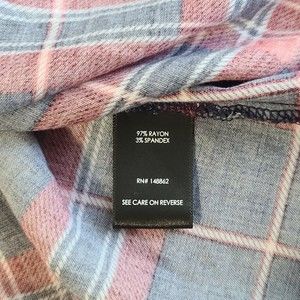 97% RAYON
3% SPANDEX
RN# 148862
SEE CARE ON REVERSE